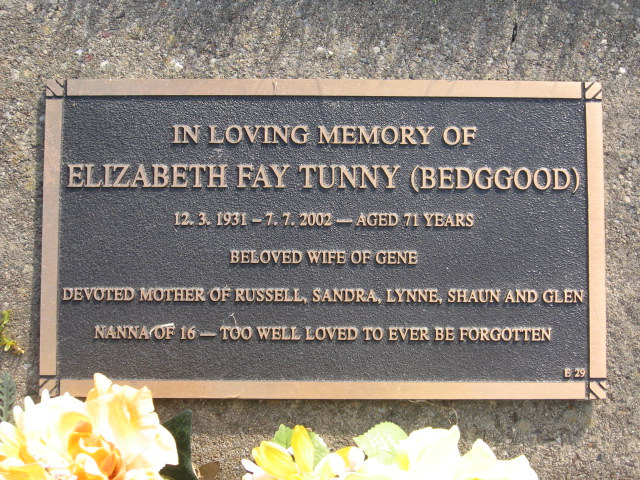 IN LOVING MEMORY OF
ELIZABETH FAY TUNNY (BEDGGOOD)
12. 3. 1931 – 7. 7. 2002 — AGED 71 YEARS
BELOVED WIFE OF GENE
DEVOTED MOTHER OF RUSSELL, SANDRA, LYNNE, SHAUN AND GLEN
NANNA OF 16 — TOO WELL LOVED TO EVER BE FORGOTTEN
E 29